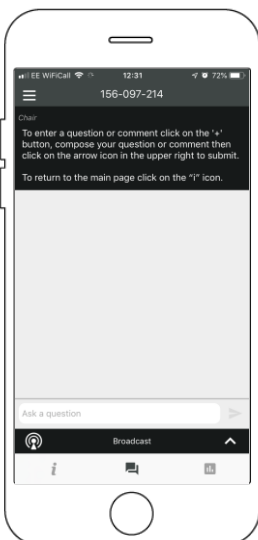 EE WiFiCall 12:31 72%
156-097-214
Chair
To enter a question or comment click on the '+'
button, compose your question or comment then
click on the arrow icon in the upper right to submit.
To return to the main page click on the “i” icon.
Ask a question
Broadcast
i